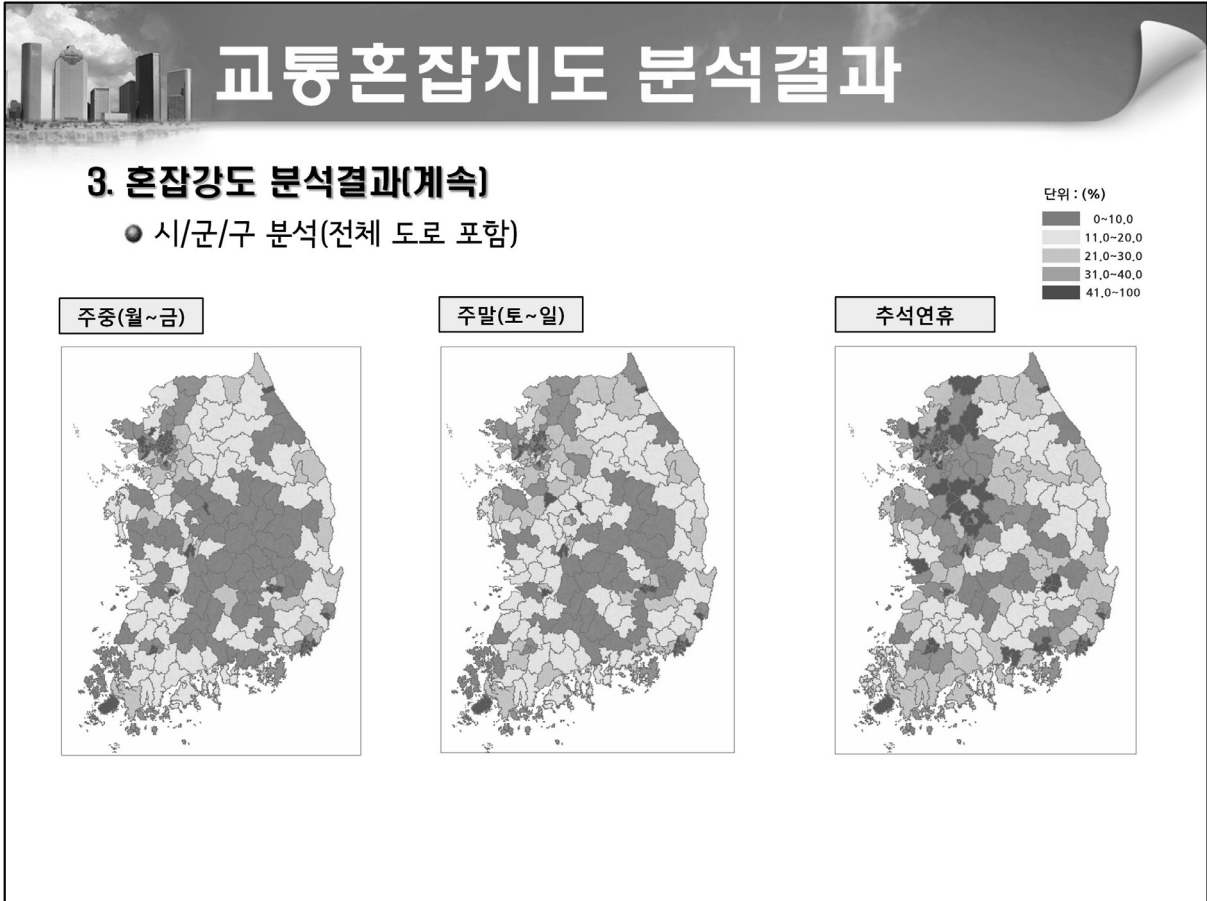 교통혼잡지도 분석결과
3. 혼잡강도 분석결과(계속)
시/군/구 분석(전체 도로 포함)
단위 : (%)
0~10.0
11.0~20.0
21.0~30.0
31.0~40.0
41.0~100
주중(월~금)
주말(토~일)
추석연휴